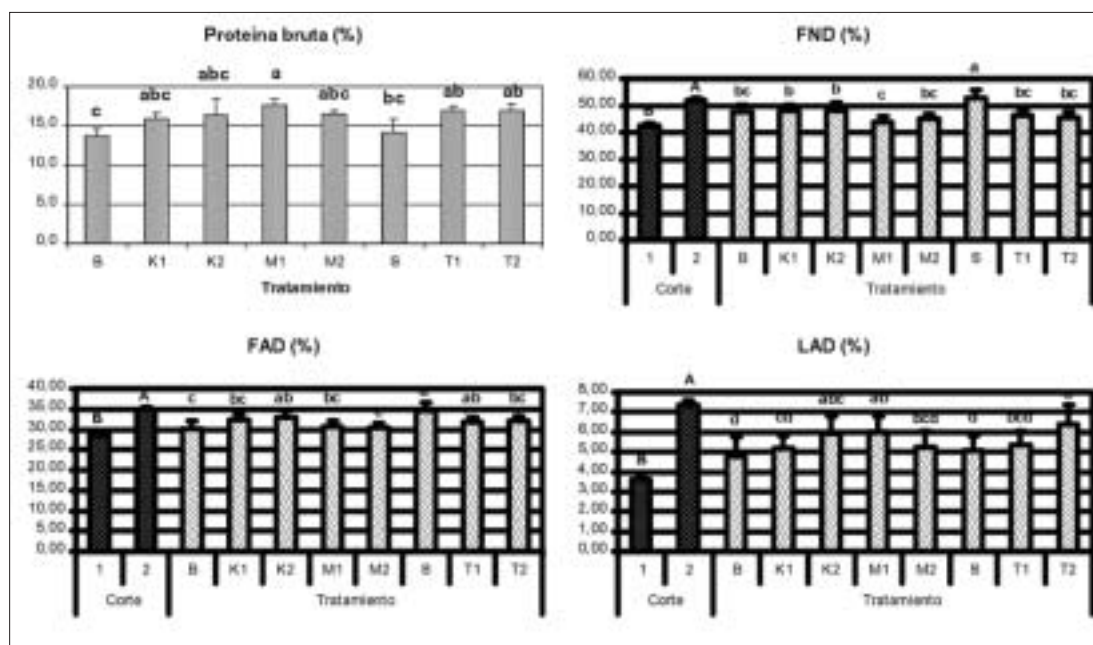 Proteina bruta (%)
abc a
abc abc bc ab ab
c
20,0
15,0
10,0
5,0
0,0
B K1 K2 M1 M2 S T1 T2
Tratamiento
FND (%)
a
A bc b b c bc bc bc
B
60,00
50,00
40,00
30,00
20,00
10,00
0,00
1 2 B K1 K2 M1 M2 S T1 T2
Corte Tratamiento
FAD (%)
A c bc ab bc ab bc
B
40,00
35,00
30,00
25,00
20,00
15,00
10,00
5,00
0,00
1 2 B K1 K2 M1 M2 S T1 T2
Corte Tratamiento
LAD (%)
A
abc ab
d cd bcd d bcd
B
8,00
7,00
6,00
5,00
4,00
3,00
2,00
1,00
0,00
1 2 B K1 K2 M1 M2 S T1 T2
Corte Tratamiento